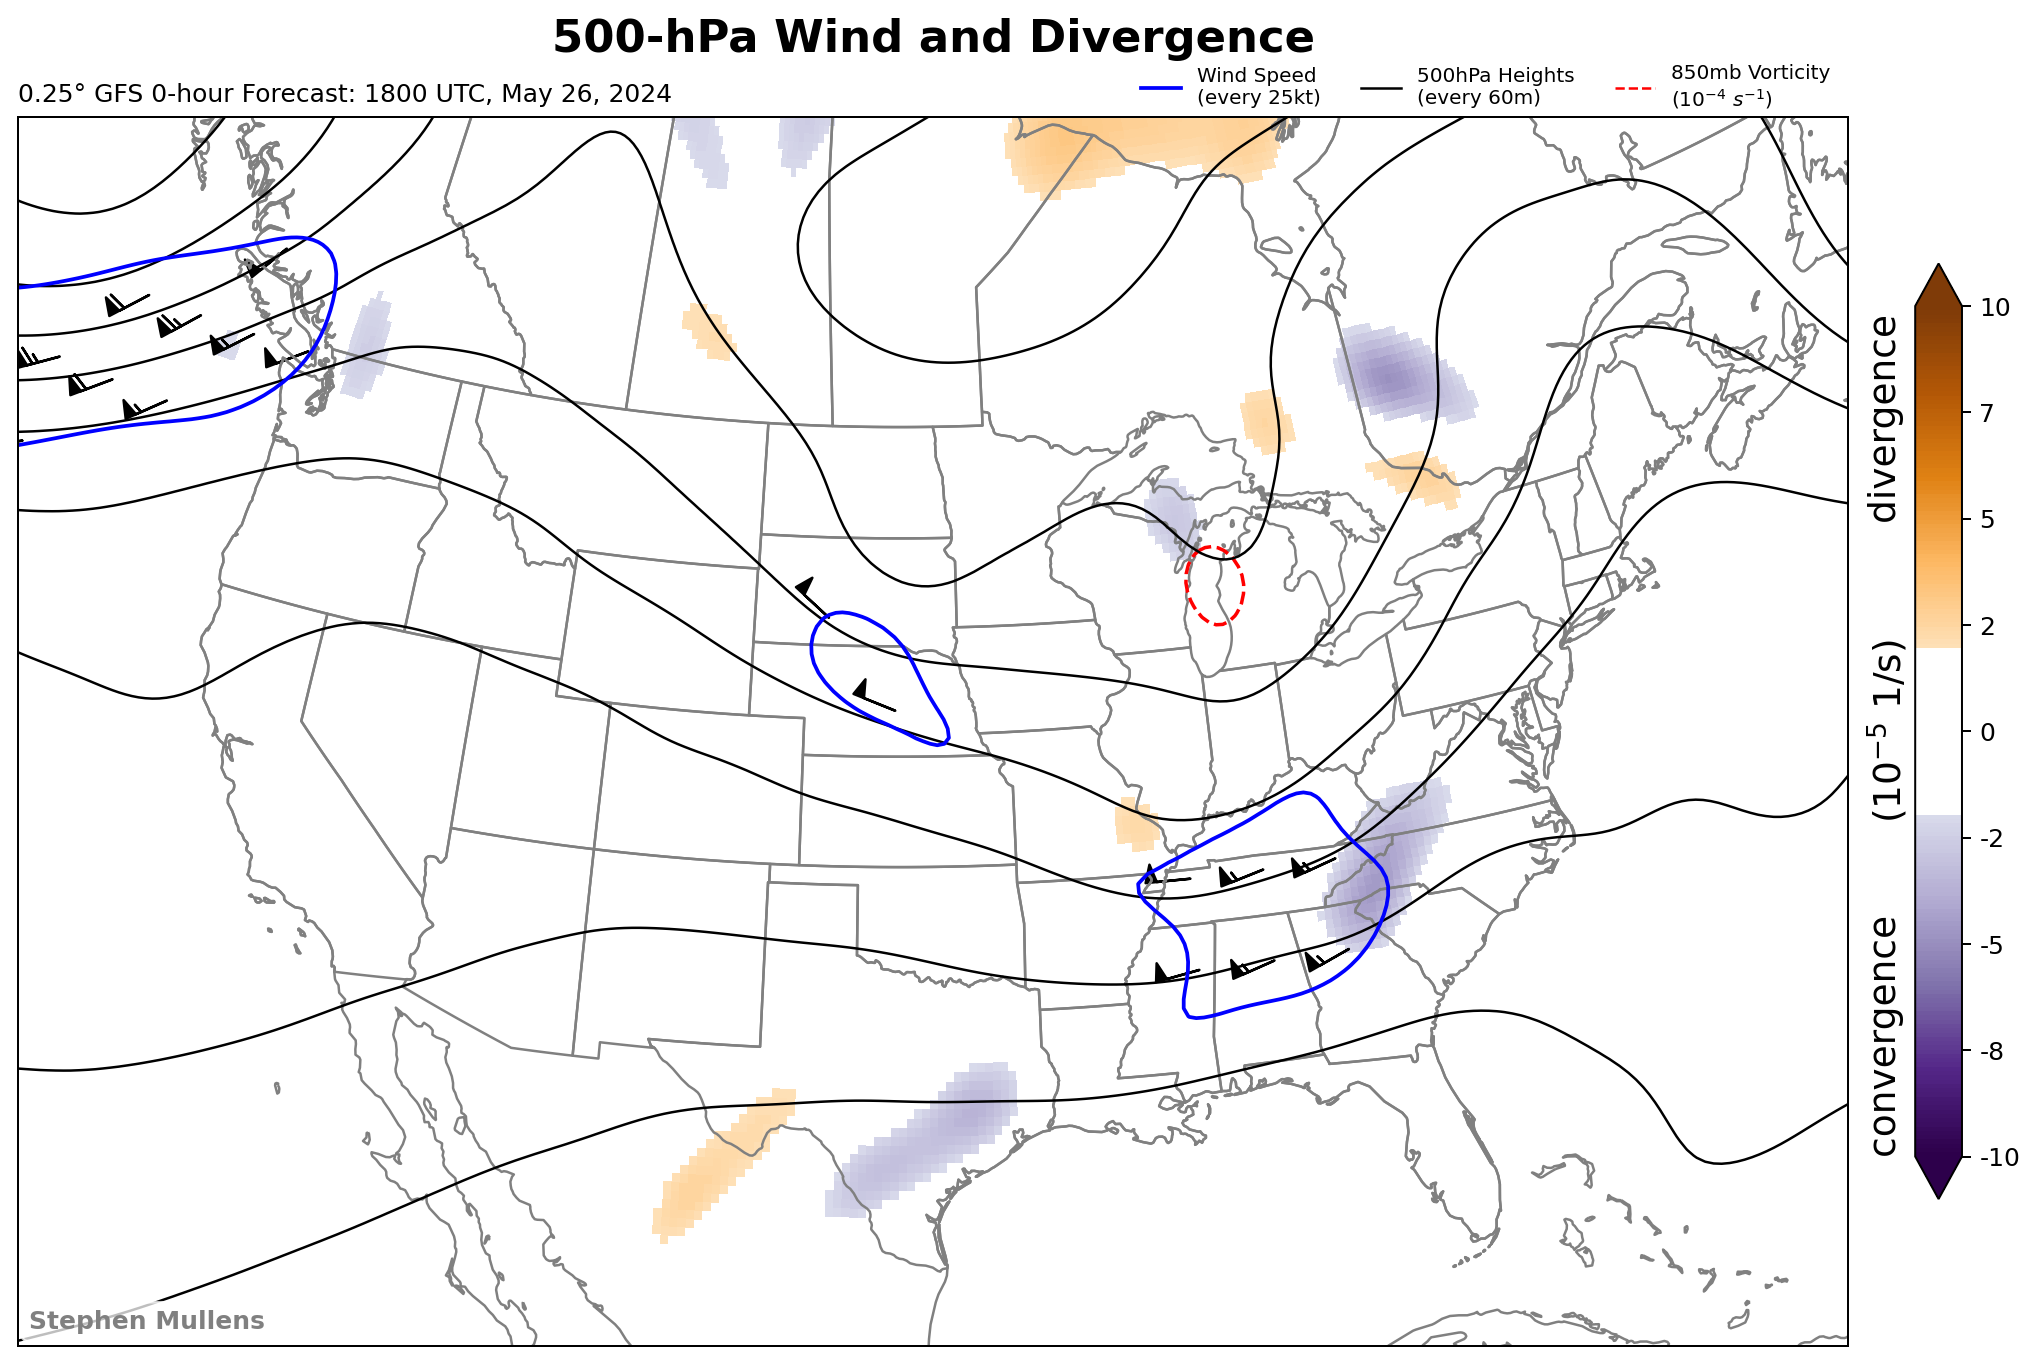 500-hPa Wind and Divergence
0.25° GFS 0-hour Forecast: 1800 UTC, May 26, 2024
Wind Speed
(every 25kt)
500hPa Heights
(every 60m)
850mb Vorticity
(10⁻⁴ s⁻¹)
10
7
5
2
0
-2
-5
-8
-10
convergence (10⁻⁵ 1/s) divergence
Stephen Mullens